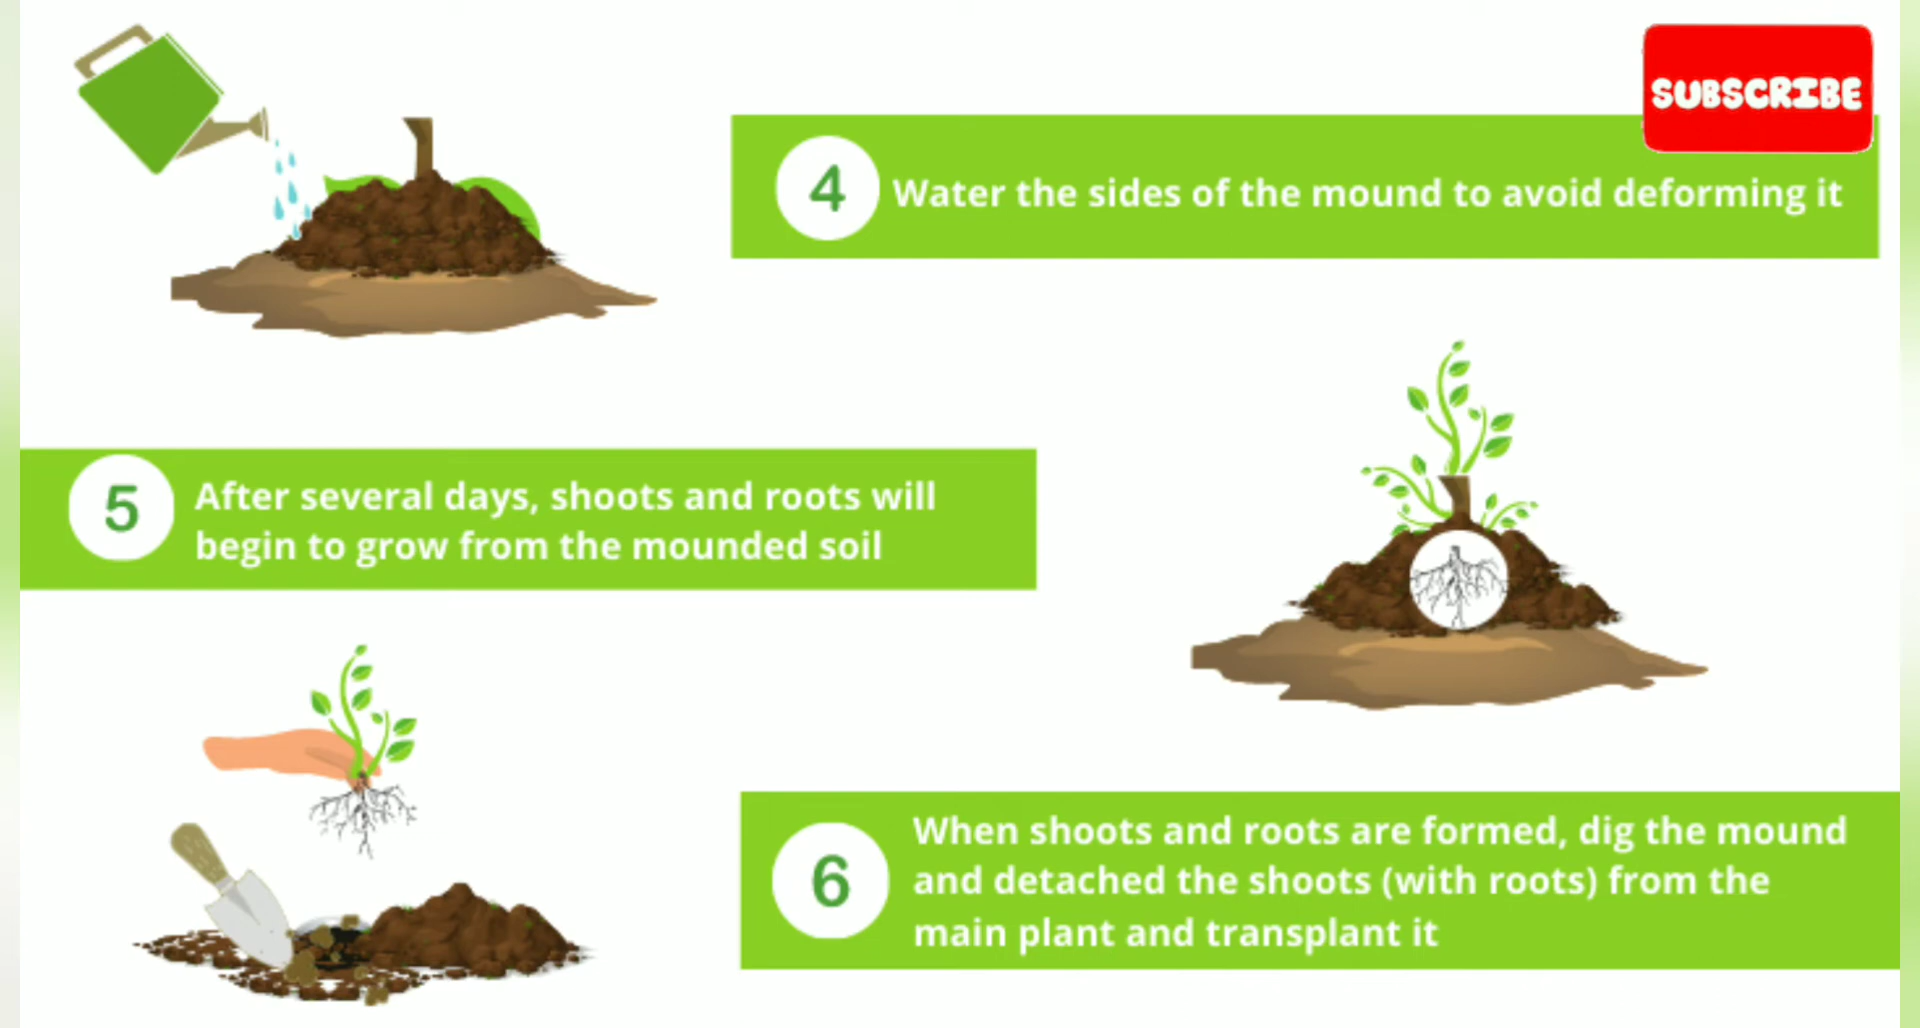 SUBSCRIBE
4
Water the sides of the mound to avoid deforming it
5
After several days, shoots and roots will
begin to grow from the mounded soil
6
When shoots and roots are formed, dig the mound
and detached the shoots (with roots) from the
main plant and transplant it